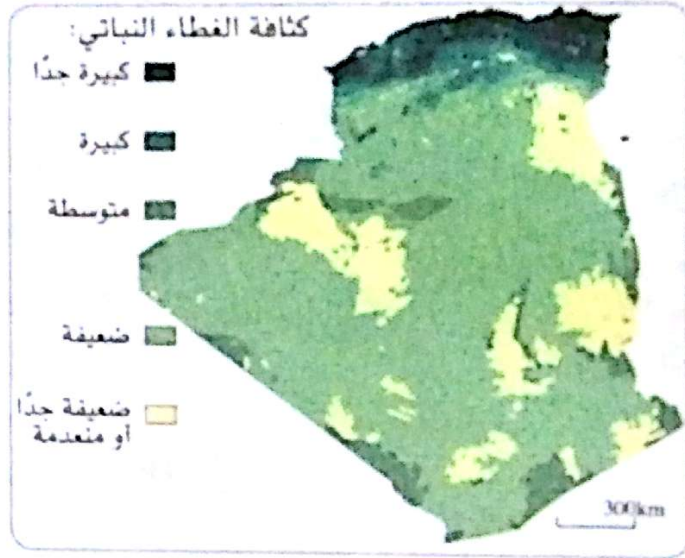 كثافة الغطاء النباتي:
كبيرة جدًا
كبيرة
متوسطة
ضعيفة
ضعيفة جدًا
أو منعدمة
300km